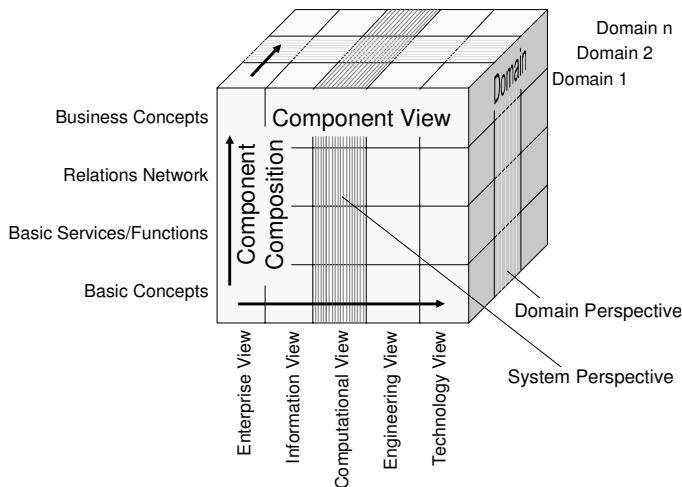 Domain n
Domain 2
Domain 1
Domain
Business Concepts
Component View
Relations Network
Component
Composition
Basic Services/Functions
Basic Concepts
Domain Perspective
System Perspective
Enterprise View
Information View
Computational View
Engineering View
Technology View